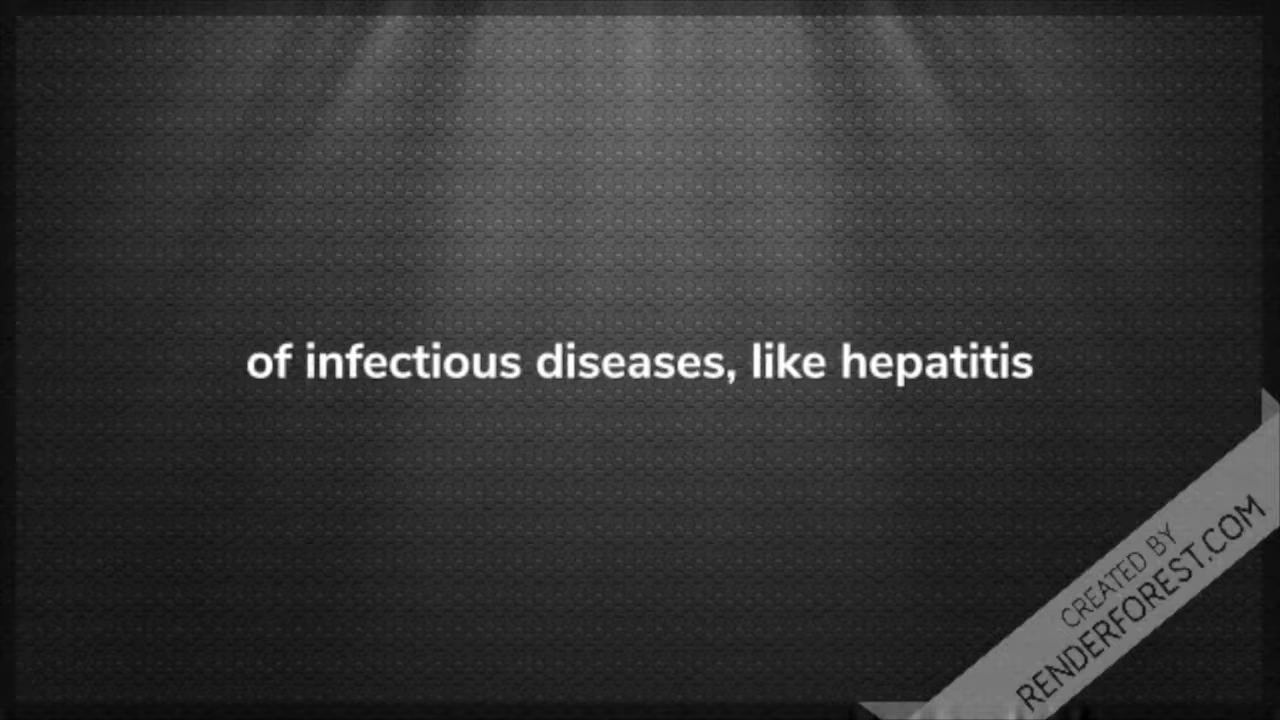 of infectious diseases, like hepatitis
CREATED BY
RENDERFOREST.COM